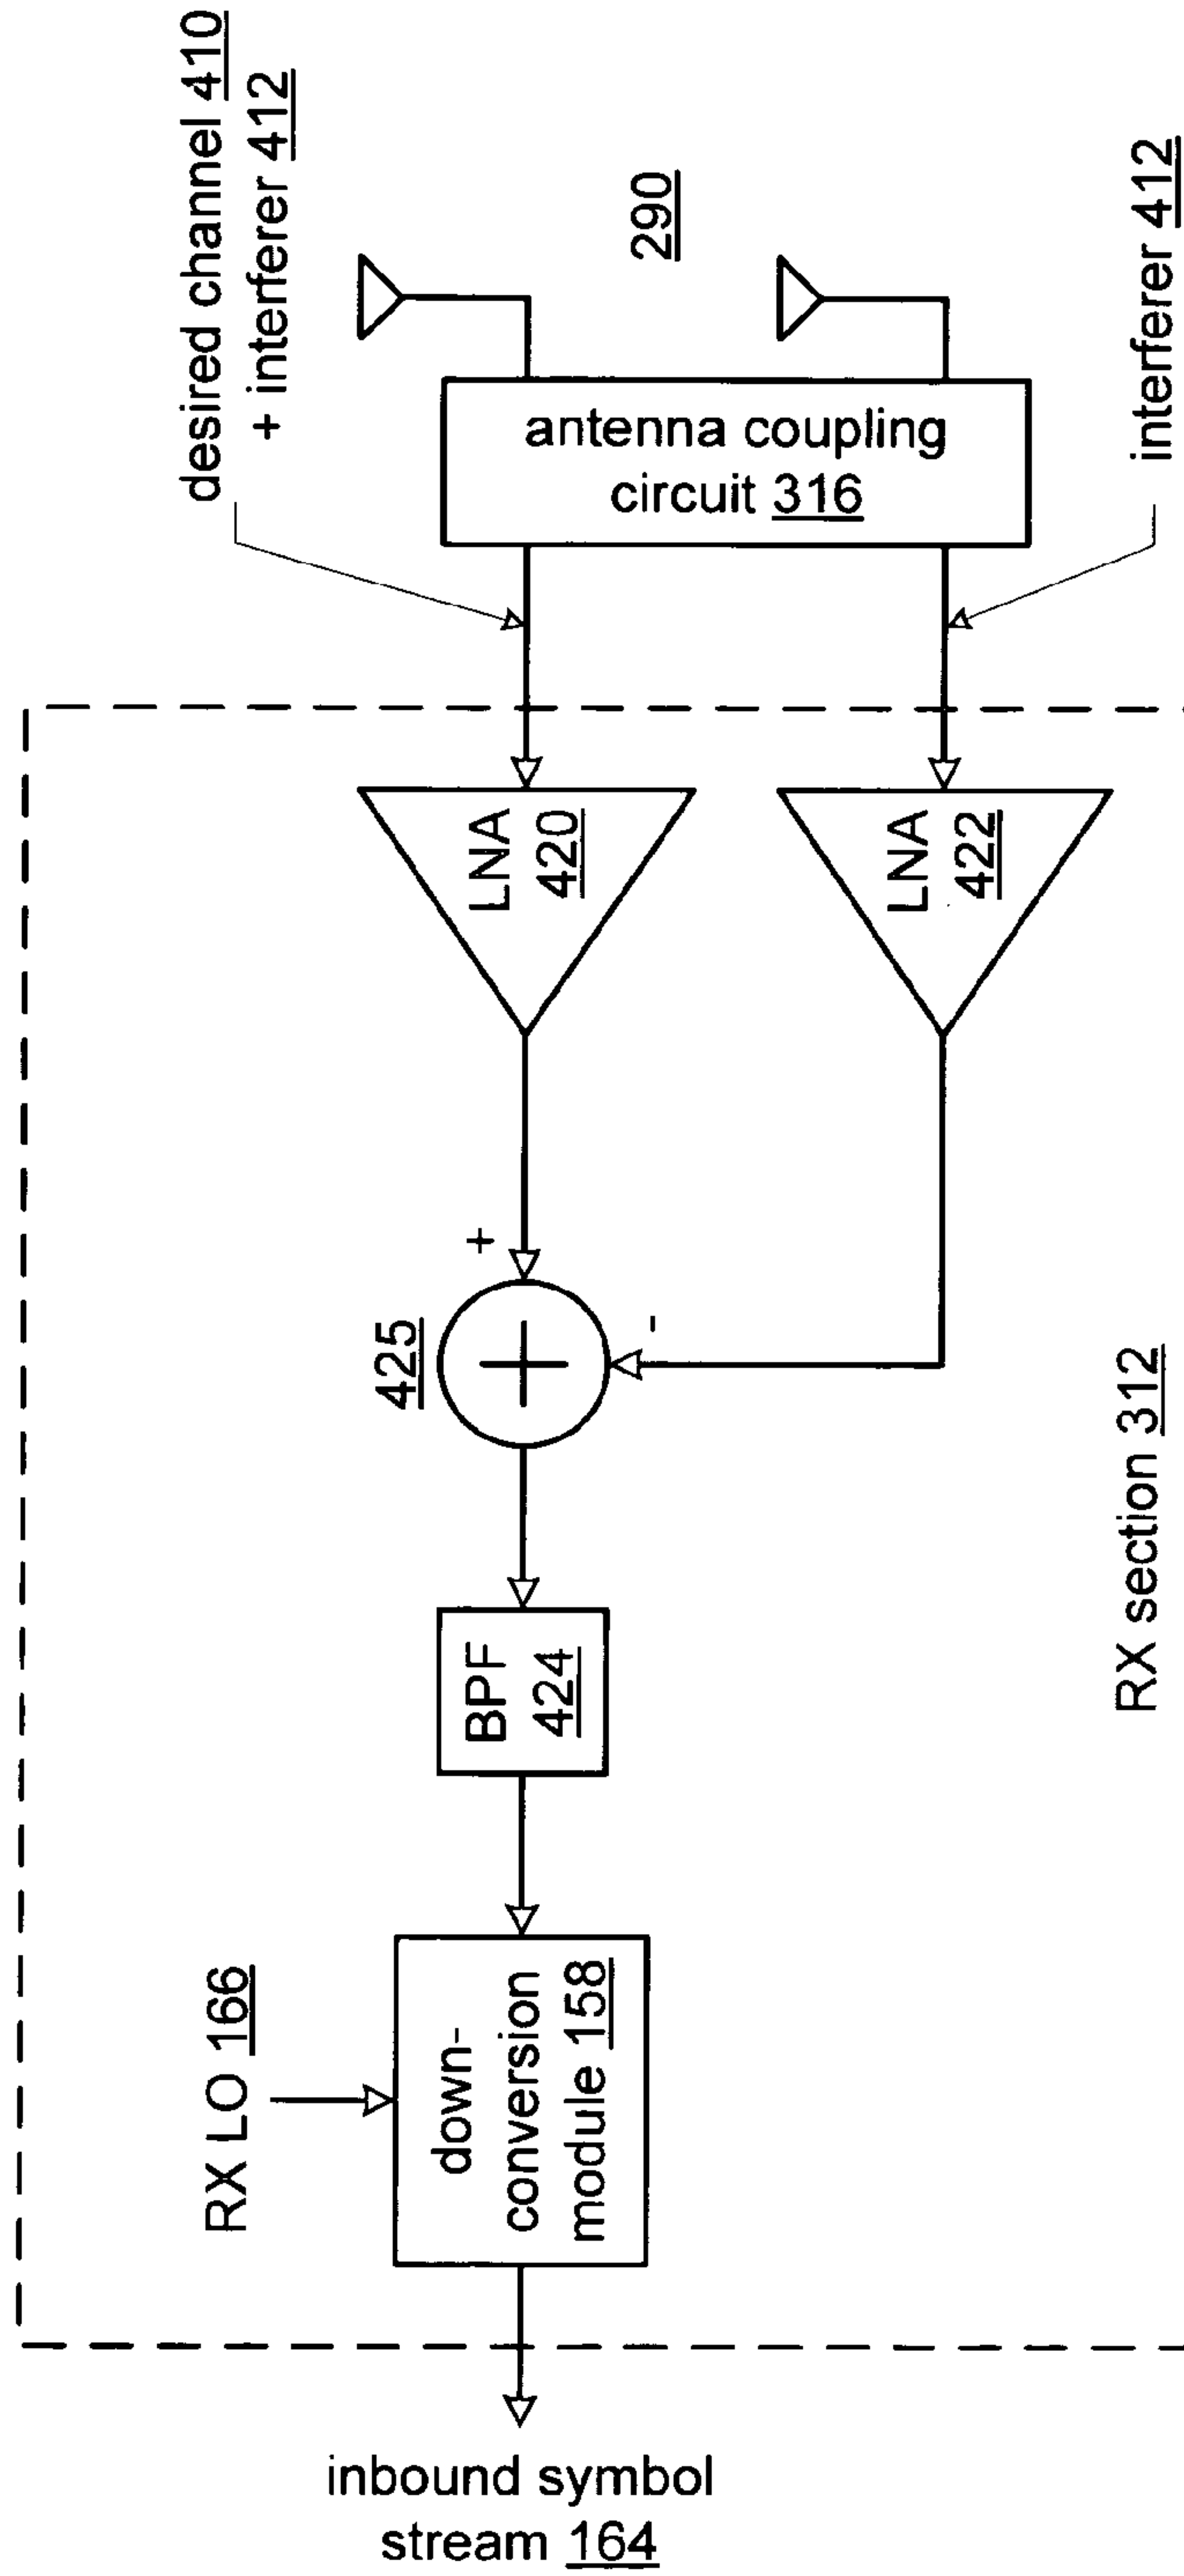 desired channel 410
+ interferer 412
290
antenna coupling
circuit 316
interferer 412
LNA
420
LNA
422
+
-
425
BPF
424
RX LO 166
down-
conversion
module 158
RX section 312
inbound symbol
stream 164